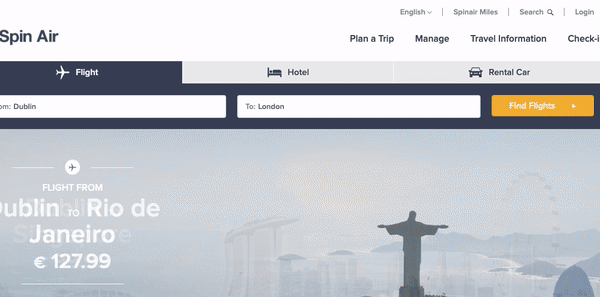 English Spinair Miles Search Login
Spin Air
Plan a Trip Manage Travel Information Check-i
Flight Hotel Rental Car
om: Dublin To: London Find Flights
FLIGHT FROM
Dublin TO Rio de
Janeiro
€ 127.99